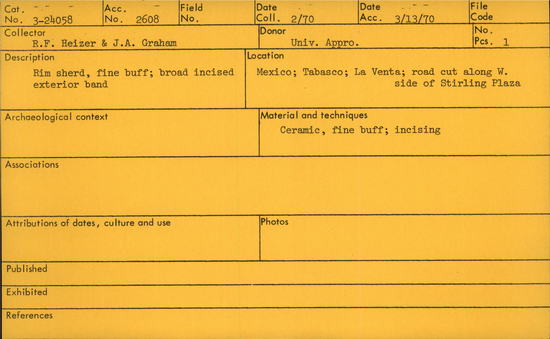 Cat. No. 3-24058 Acc. No. 2608 Field No. Date Coll. 2/70 Date Acc. 3/13/70 File Code
Collector Donor No. Pcs. 1
R.F. Heizer & J.A. Graham Univ. Appro.
Description Location
Rim sherd, fine buff; broad incised Mexico; Tabasco; La Venta; road cut along W.
exterior band side of Stirling Plaza
Archaeological context Material and techniques
Ceramic, fine buff; incising
Associations
Attributions of dates, culture and use Photos
Published
Exhibited
References